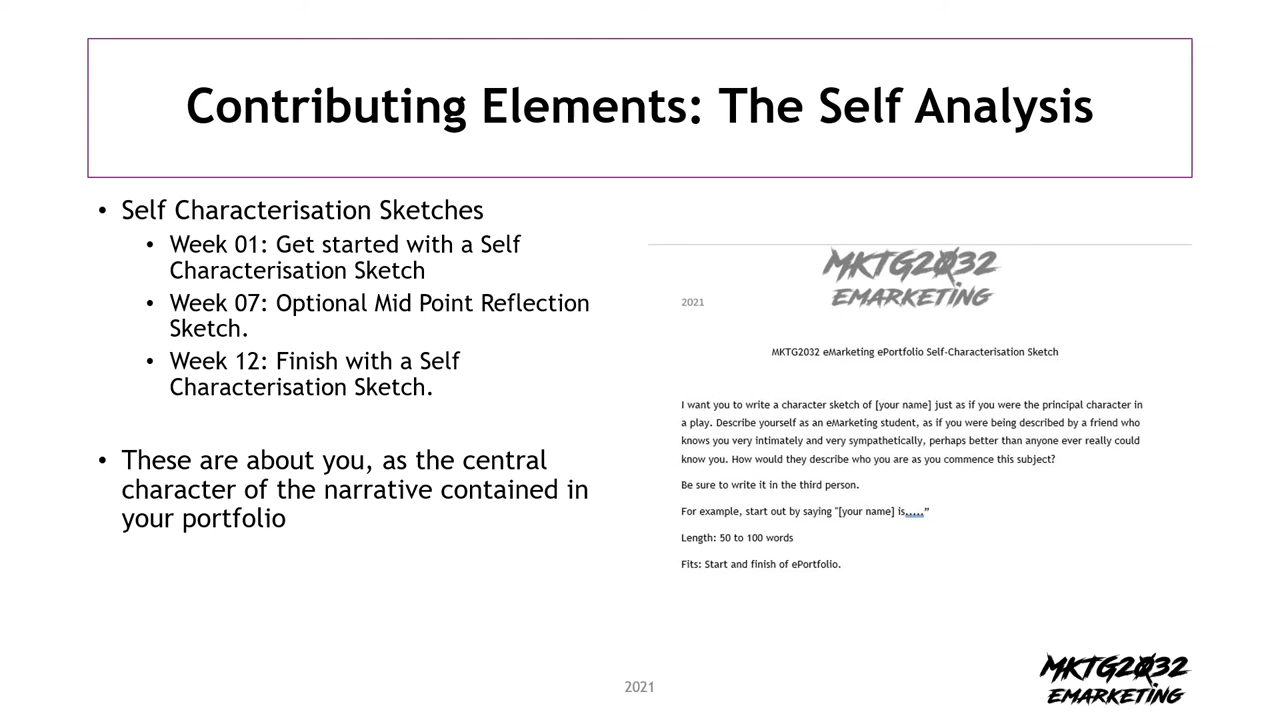 Contributing Elements: The Self Analysis
• Self Characterisation Sketches
• Week 01: Get started with a Self
Characterisation Sketch
• Week 07: Optional Mid Point Reflection
Sketch.
• Week 12: Finish with a Self
Characterisation Sketch.
• These are about you, as the central
character of the narrative contained in
your portfolio
MKTG2032
EMARKETING
2021
MKTG2032 eMarketing ePortfolio Self-Characterisation Sketch
I want you to write a character sketch of [your name] just as if you were the principal character in
a play. Describe yourself as an eMarketing student, as if you were being described by a friend who
knows you very intimately and very sympathetically, perhaps better than anyone ever really could
know you. How would they describe who you are as you commence this subject?
Be sure to write it in the third person.
For example, start out by saying "[your name] is.....”
Length: 50 to 100 words
Fits: Start and finish of ePortfolio.
2021
MKTG2032
EMARKETING